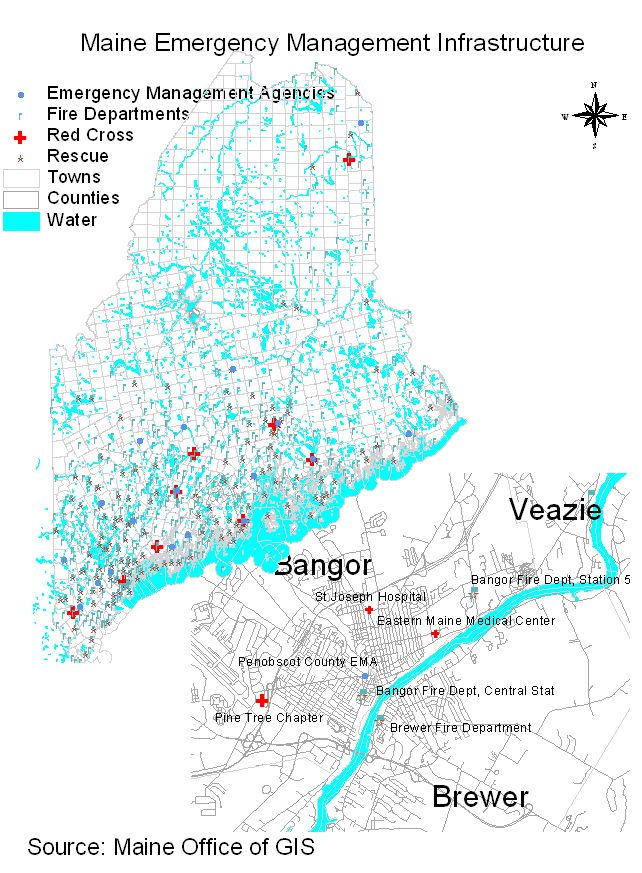 Maine Emergency Management Infrastructure
Emergency Management Agencies
Fire Departments
Red Cross
Rescue
Towns
Counties
Water
N
W E
S
Veazie
Bangor
Bangor Fire Dept, Station 5
St Joseph Hospital
Eastern Maine Medical Center
Penobscot County EMA
Bangor Fire Dept, Central Stat
Pine Tree Chapter
Brewer Fire Department
Brewer
Source: Maine Office of GIS